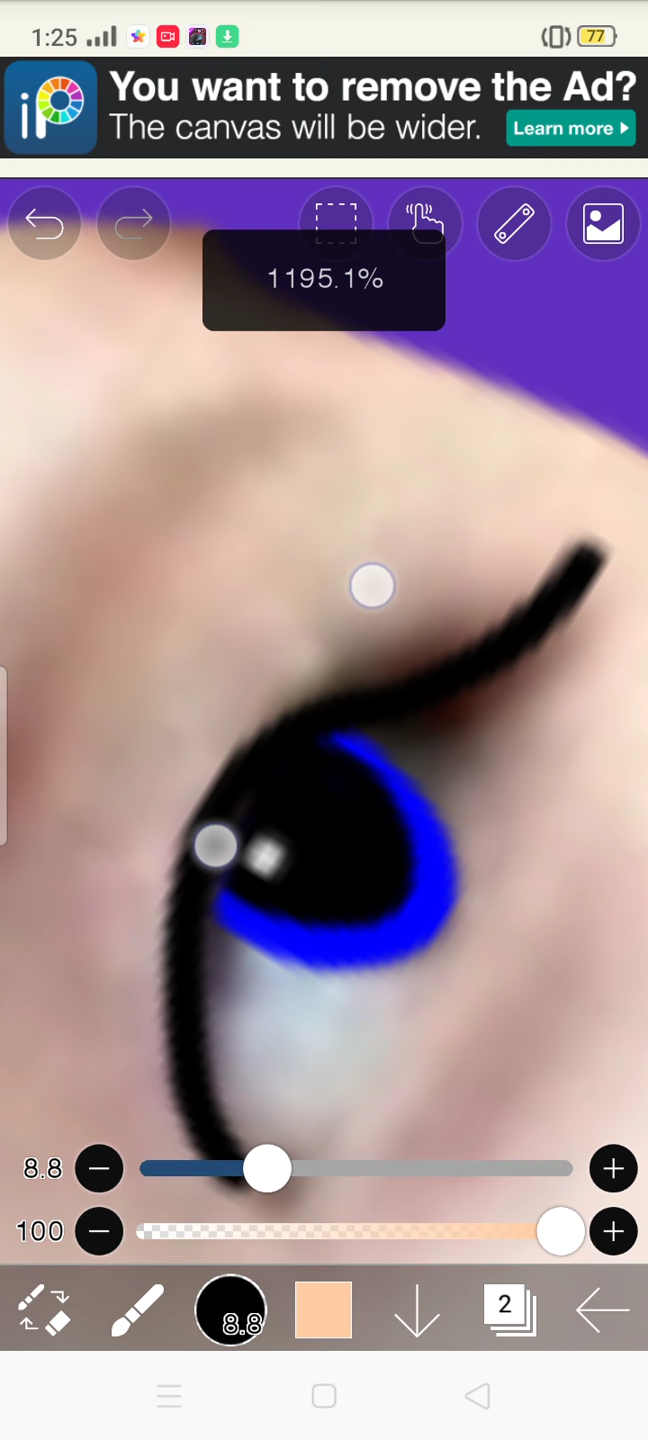 1:25
77
iP
You want to remove the Ad?
The canvas will be wider.
Learn more
1195.1%
8.8
100
8.8
2